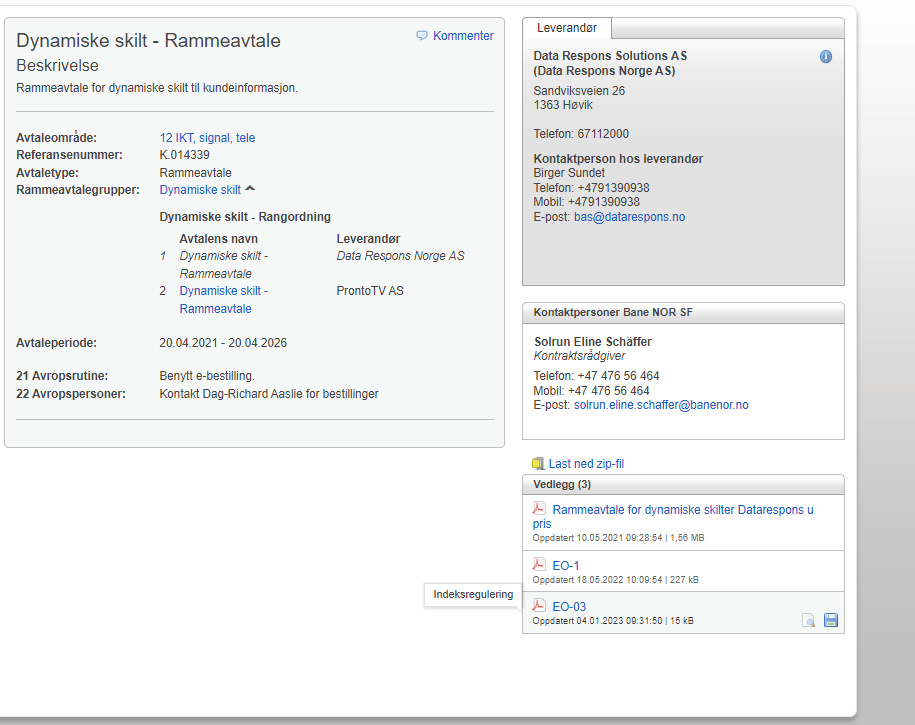 Dynamiske skilt - Rammeavtale
Kommenter
Beskrivelse
Rammeavtale for dynamiske skilt til kundeinformasjon.
Avtaleområde: 12 IKT, signal, tele
Referansenummer: K.014339
Avtaletype: Rammeavtale
Rammeavtalegrupper: Dynamiske skilt
Dynamiske skilt - Rangordning
Avtalens navn Leverandør
1 Dynamiske skilt - Data Respons Norge AS
Rammeavtale
2 Dynamiske skilt - ProntoTV AS
Rammeavtale
Avtaleperiode: 20.04.2021 - 20.04.2026
21 Avropsrutine: Benytt e-bestilling.
22 Avropspersoner: Kontakt Dag-Richard Aaslie for bestillinger
Leverandør
Data Respons Solutions AS
(Data Respons Norge AS)
Sandviksveien 26
1363 Høvik
Telefon: 67112000
Kontaktperson hos leverandør
Birger Sundet
Telefon: +4791390938
Mobil: +4791390938
E-post: bas@datarespons.no
Kontaktpersoner Bane NOR SF
Solrun Eline Schäffer
Kontraktsrådgiver
Telefon: +47 476 56 464
Mobil: +47 476 56 464
E-post: solrun.eline.schaffer@banenor.no
Last ned zip-fil
Vedlegg (3)
Rammeavtale for dynamiske skilter Datarespons u
pris
Oppdatert 10.05.2021 09:28:54 | 1,56 MB
EO-1
Oppdatert 18.05.2022 10:09:54 | 227 kB
Indeksregulering
EO-03
Oppdatert 04.01.2023 09:31:50 | 15 kB